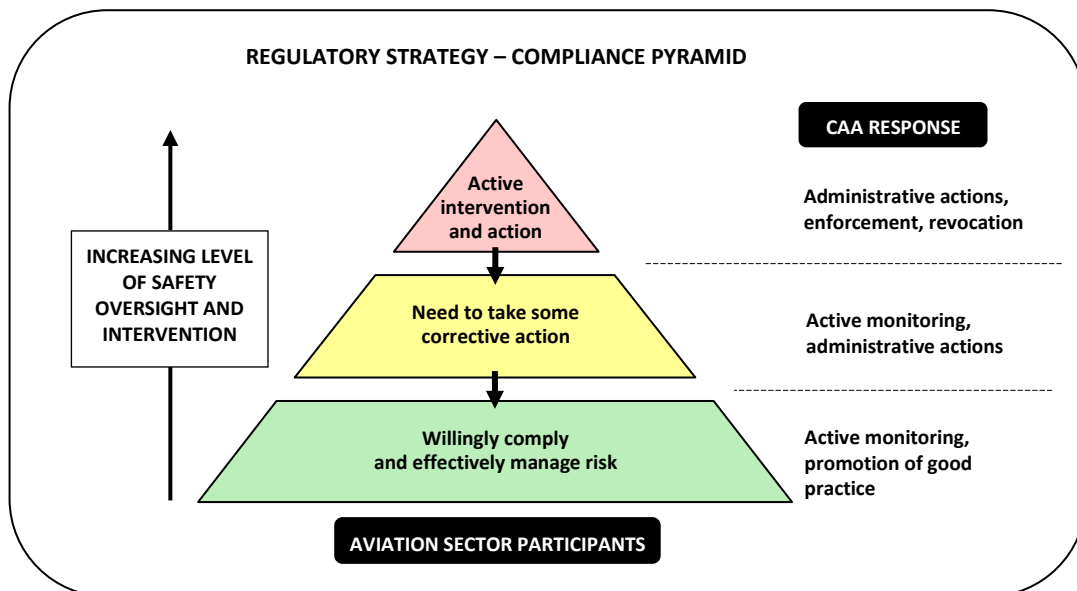 REGULATORY STRATEGY – COMPLIANCE PYRAMID
CAA RESPONSE
Active
intervention
and action
Administrative actions,
enforcement, revocation
INCREASING LEVEL
OF SAFETY
OVERSIGHT AND
INTERVENTION
Need to take some
corrective action
Active monitoring,
administrative actions
Willingly comply
and effectively manage risk
Active monitoring,
promotion of good
practice
AVIATION SECTOR PARTICIPANTS